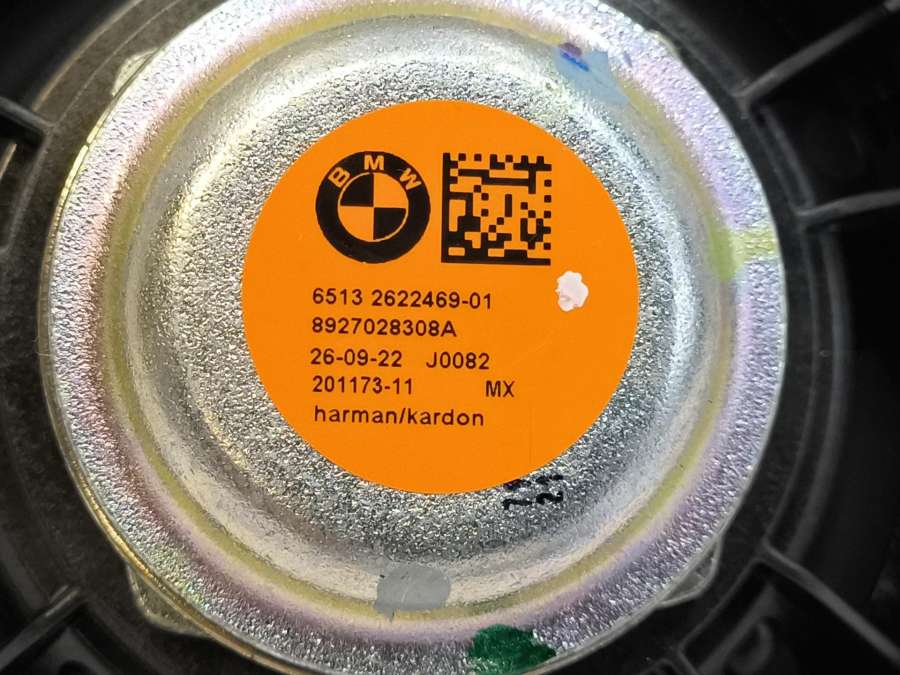 BMW
6513 2622469-01
8927028308A
26-09-22 J0082
201173-11 MX
harman/kardon